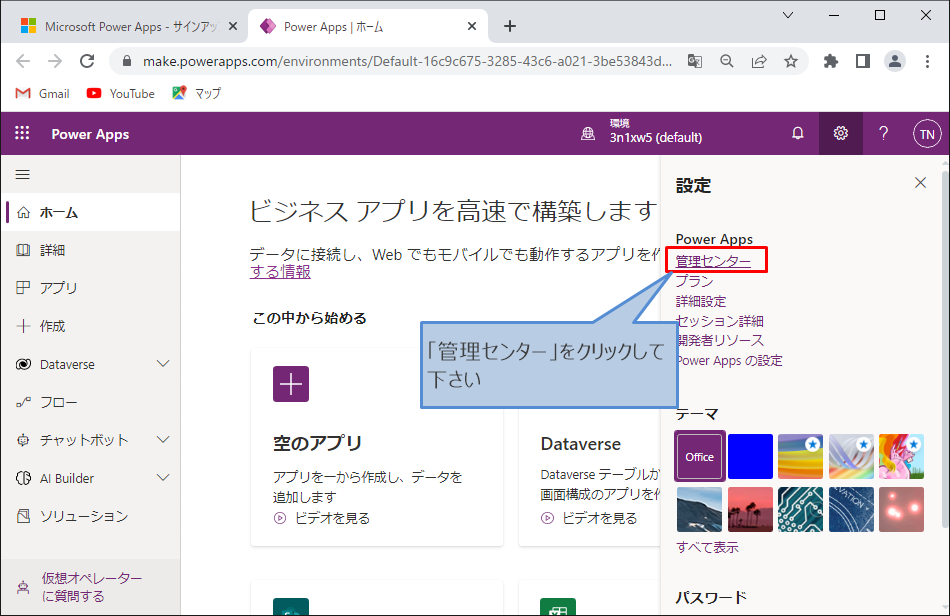 Microsoft Power Apps - サインアッ
Power Apps | ホーム
make.powerapps.com/environments/Default-16c9c675-3285-43c6-a021-3be53843d...
Gmail
YouTube
マップ
Power Apps
環境
3n1xw5 (default)
TN
ホーム
詳細
アプリ
作成
Dataverse
フロー
チャットボット
AI Builder
ソリューション
仮想オペレーター
に質問する
ビジネス アプリを高速で構築します
データに接続し、Web でもモバイルでも動作するアプリを作
する情報
この中から始める
空のアプリ
アプリを一から作成し、データを
追加します
ビデオを見る
Dataverse
Dataverse テーブルか
画面構成のアプリを作
ビデオを見る
「管理センター」をクリックして
下さい
設定
Power Apps
管理センター
プラン
詳細設定
セッション詳細
開発者リソース
Power Apps の設定
テーマ
Office
すべて表示
パスワード